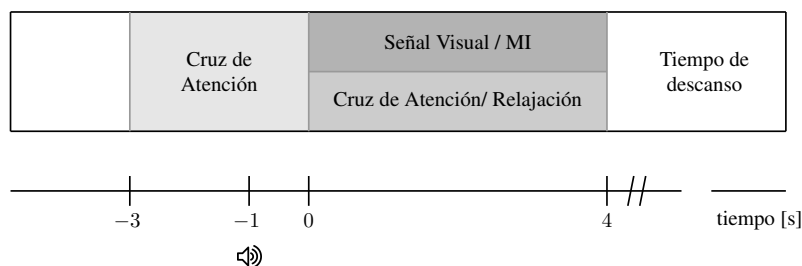 Cruz de
Atención
Señal Visual / MI
Cruz de Atención/ Relajación
Tiempo de
descanso
−3
−1
0
4
tiempo [s]